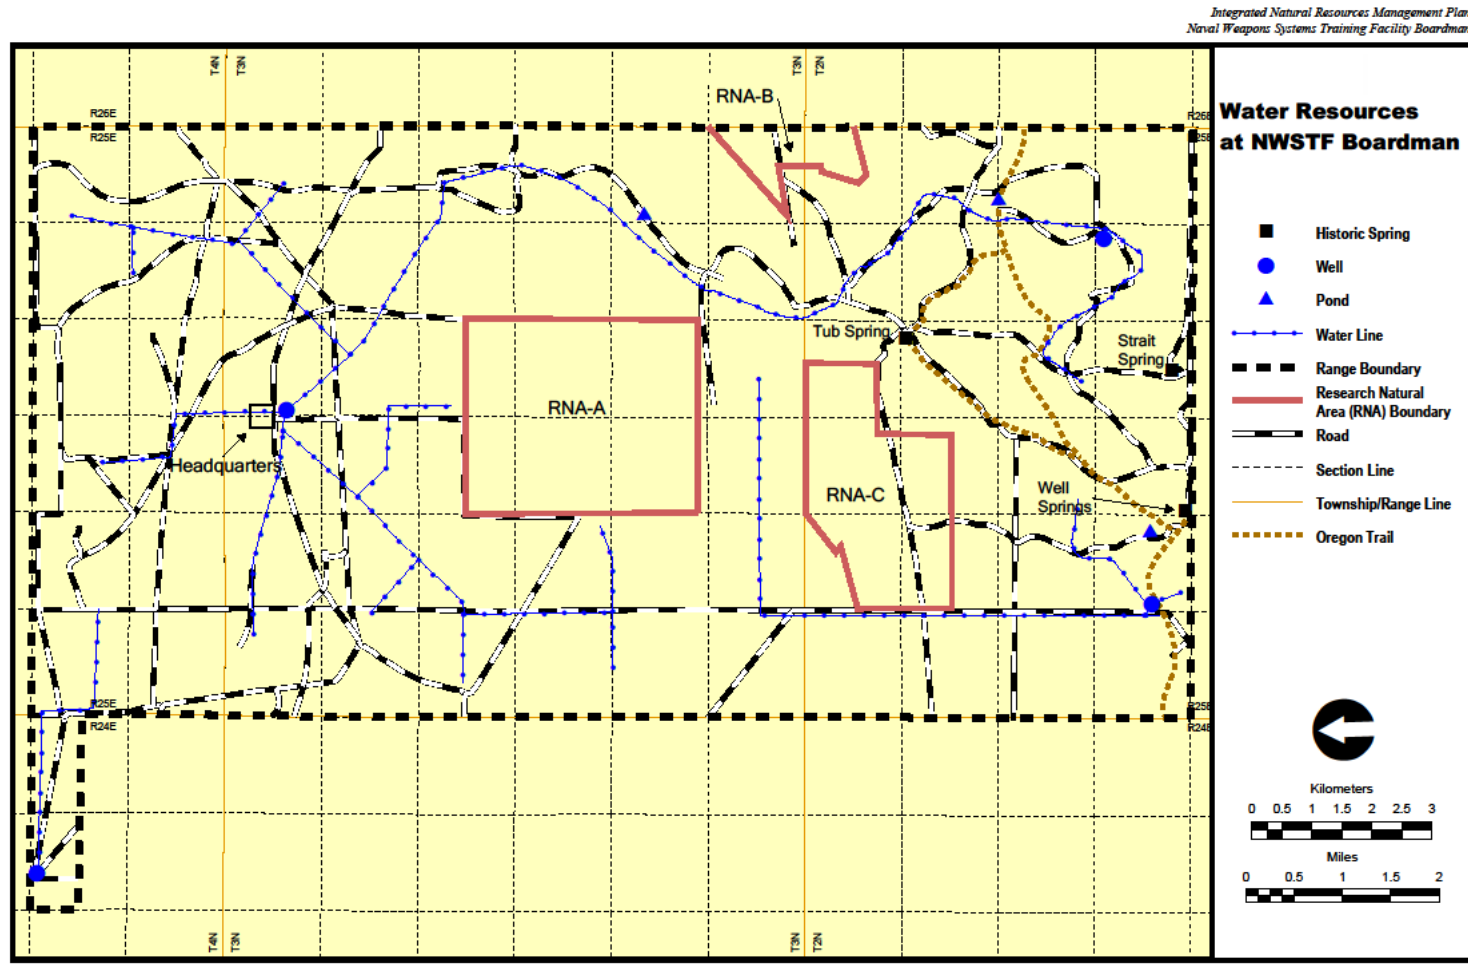 Integrated Natural Resources Management Plan
Naval Weapons Systems Training Facility Boardman
T4N
T3N
T3N
T2N
R26E
R25E
R26E
R25E
RNA-B
Tub Spring
Strait
Spring
RNA-A
Headquarters
RNA-C
Well
Springs
R25E
R24E
R25E
R24E
T4N
T3N
T3N
T2N
Water Resources
at NWSTF Boardman
Historic Spring
Well
Pond
Water Line
Range Boundary
Research Natural
Area (RNA) Boundary
Road
Section Line
Township/Range Line
Oregon Trail
Kilometers
0 0.5 1 1.5 2 2.5 3
Miles
0 0.5 1 1.5 2